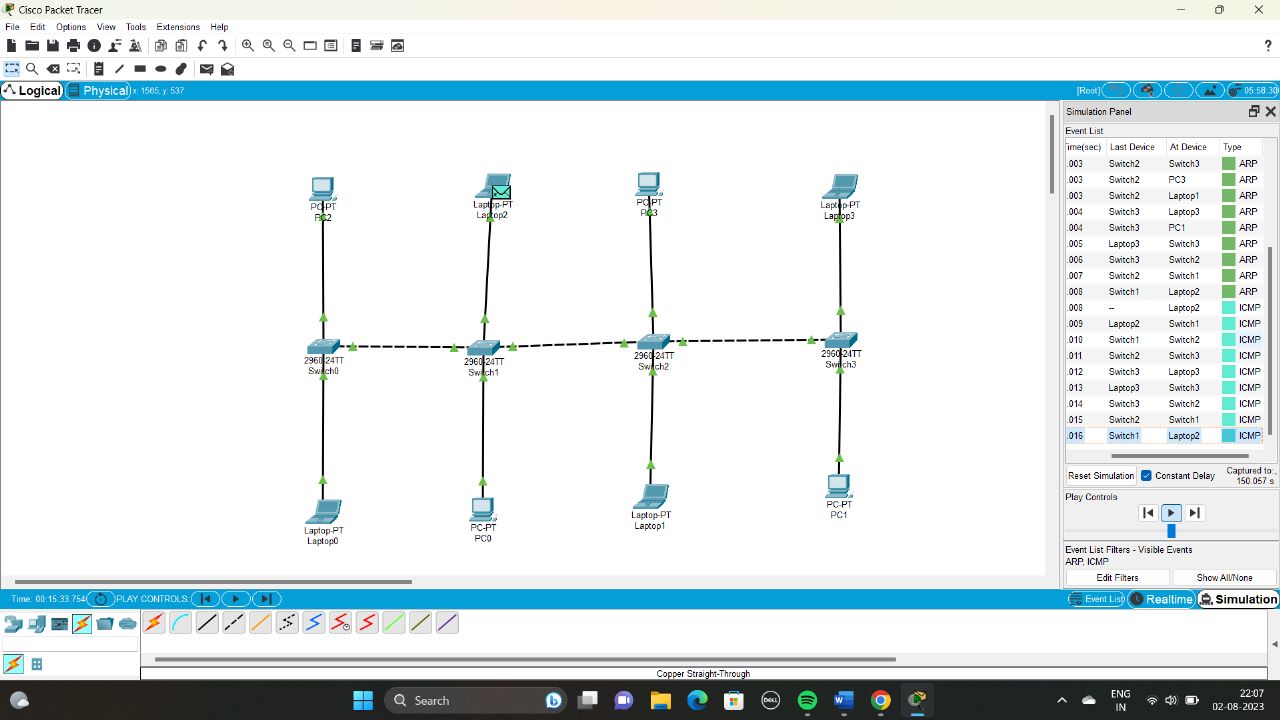 Cisco Packet Tracer
File Edit Options View Tools Extensions Help
?
Logical Physical x: 1565, y: 537 [Root] 05:58:30
Simulation Panel
Event List
Time(sec) Last Device At Device Type
.003 Switch2 Switch3 ARP
.003 Switch2 PC3 ARP
.003 Switch2 Laptop1 ARP
.004 Switch3 Laptop3 ARP
.004 Switch3 PC1 ARP
.005 Laptop3 Switch3 ARP
.006 Switch3 Switch2 ARP
.007 Switch2 Switch1 ARP
.008 Switch1 Laptop2 ARP
.008 -- Laptop2 ICMP
.009 Laptop2 Switch1 ICMP
.010 Switch1 Switch2 ICMP
.011 Switch2 Switch3 ICMP
.012 Switch3 Laptop3 ICMP
.013 Laptop3 Switch3 ICMP
.014 Switch3 Switch2 ICMP
.015 Switch2 Switch1 ICMP
.016 Switch1 Laptop2 ICMP
Reset Simulation Constant Delay Captured to:
150.057 s
Play Controls
Event List Filters - Visible Events
ARP, ICMP
Edit Filters Show All/None
PC-PT
PC2
Laptop-PT
Laptop2
PC-PT
PC3
Laptop-PT
Laptop3
2960-24TT
Switch0
2960-24TT
Switch1
2960-24TT
Switch2
2960-24TT
Switch3
Laptop-PT
Laptop0
PC-PT
PC0
Laptop-PT
Laptop1
PC-PT
PC1
Time: 00:15:33.754 PLAY CONTROLS: Event List Realtime Simulation
Copper Straight-Through
Search
DELL
ENG
IN
22:07
02-08-2023